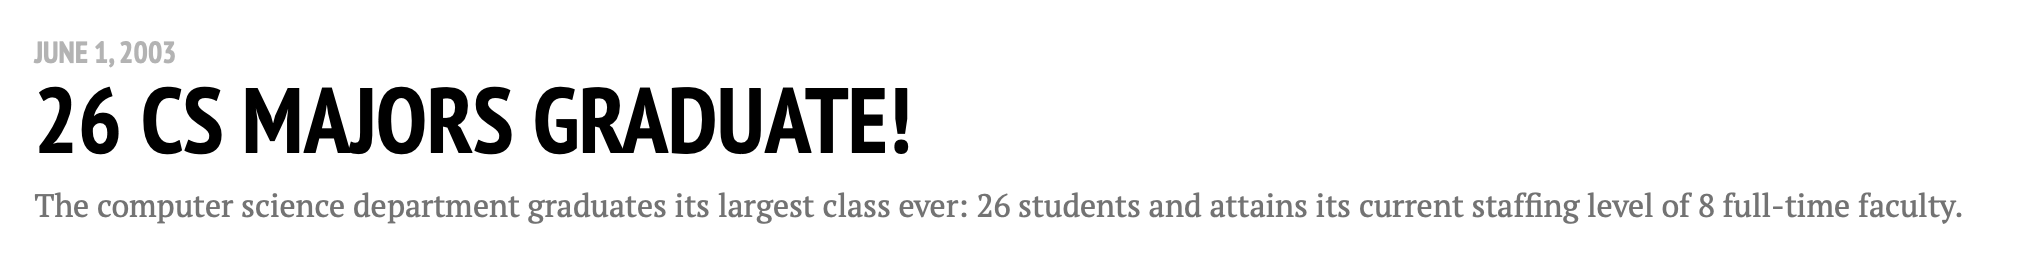 JUNE 1, 2003
26 CS MAJORS GRADUATE!
The computer science department graduates its largest class ever: 26 students and attains its current staffing level of 8 full-time faculty.